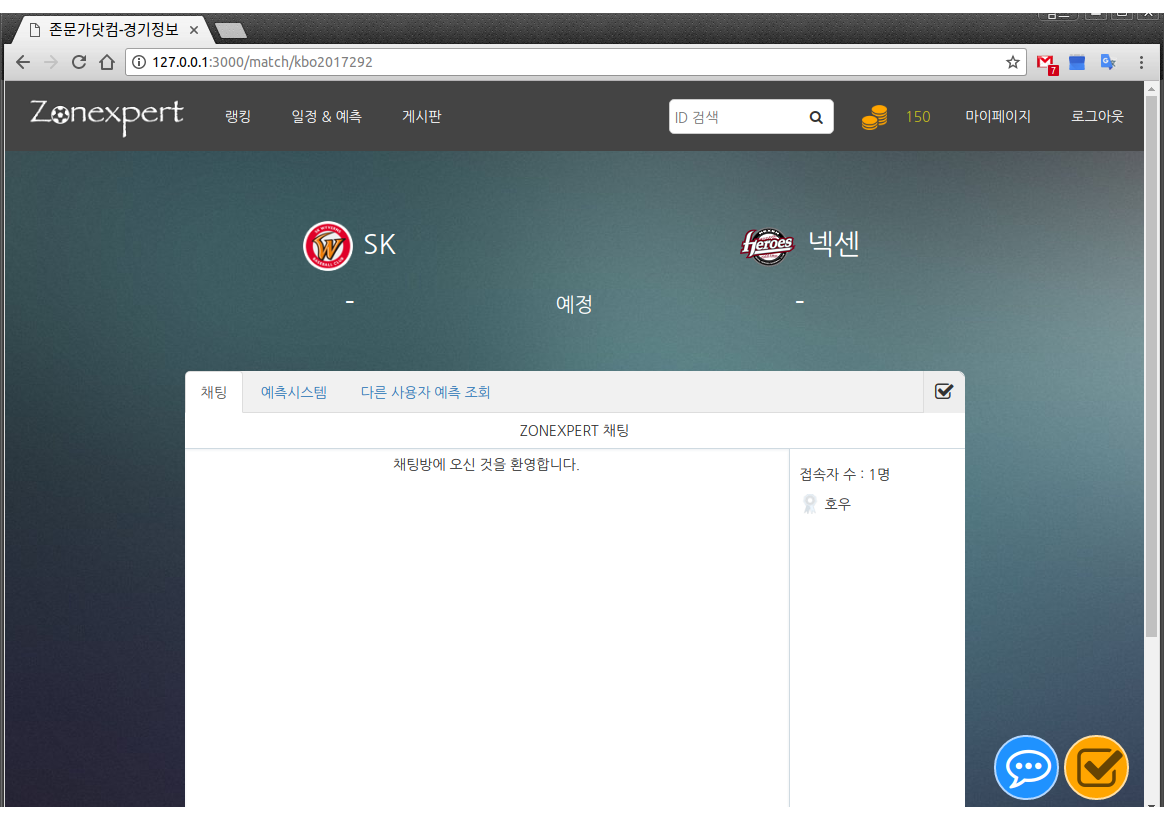 존문가닷컴-경기정보
127.0.0.1:3000/match/kbo2017292
7
Zonexpert 랭킹 일정 & 예측 게시판 ID 검색 150 마이페이지 로그아웃
SK 넥센
Heroes
- 예정 -
채팅 예측시스템 다른 사용자 예측 조회
ZONEXPERT 채팅
채팅방에 오신 것을 환영합니다.
접속자 수 : 1명
호우